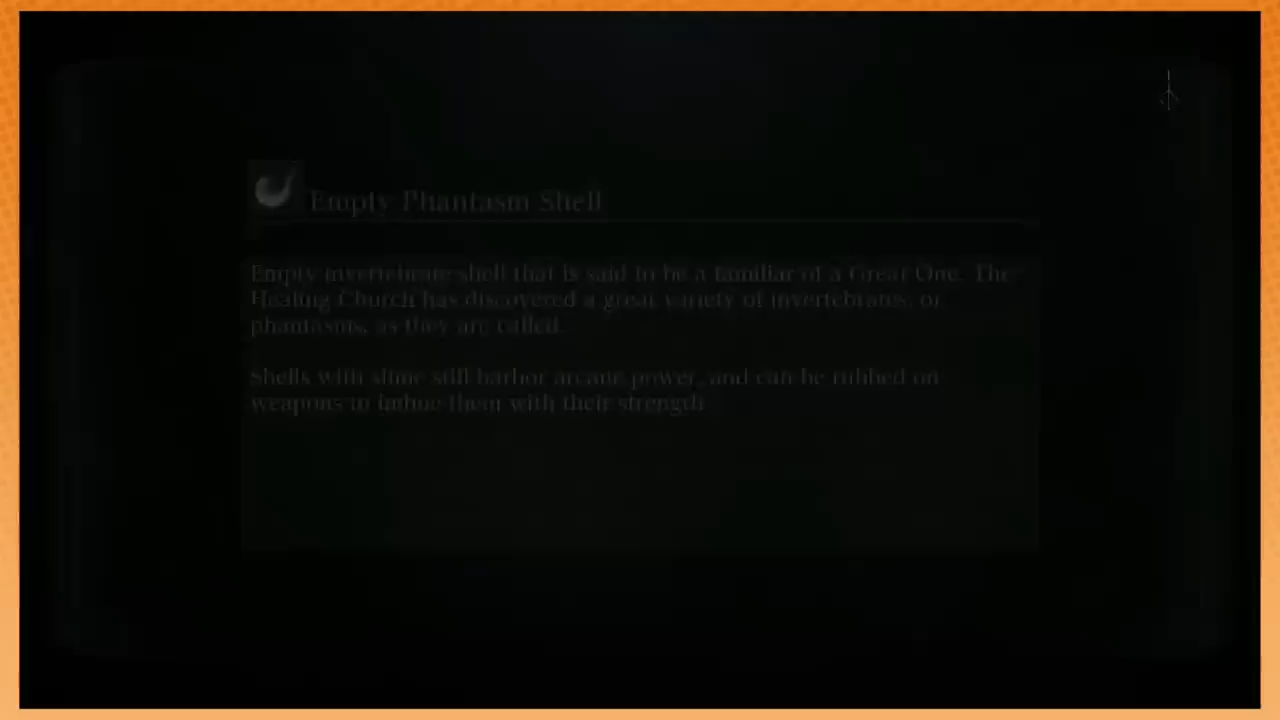 Empty Phantasm Shell
Empty invertebrate shell that is said to be a familiar of a Great One. The
Healing Church has discovered a great variety of invertebrates, or
phantasms, as they are called.
Shells with slime still harbor arcane power, and can be rubbed on
weapons to imbue them with their strength.